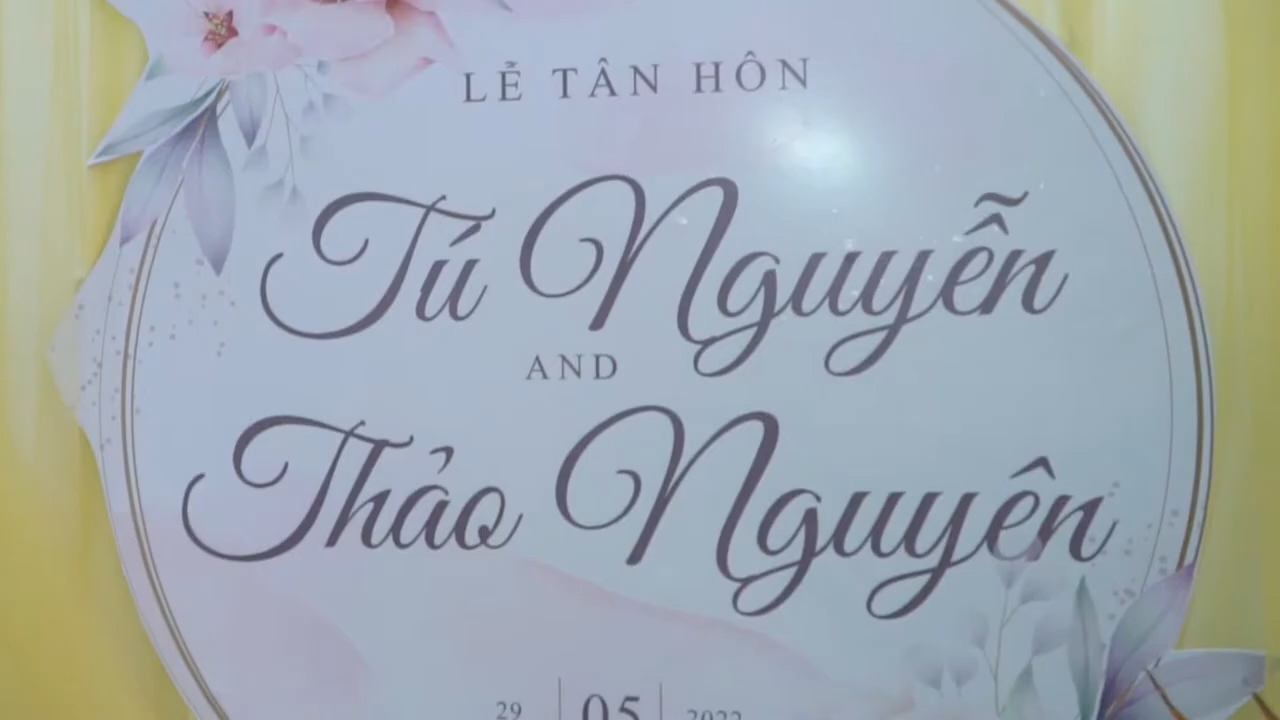 LỄ TÂN HÔN
Tú Nguyễn
AND
Thảo Nguyên
29 05 2022